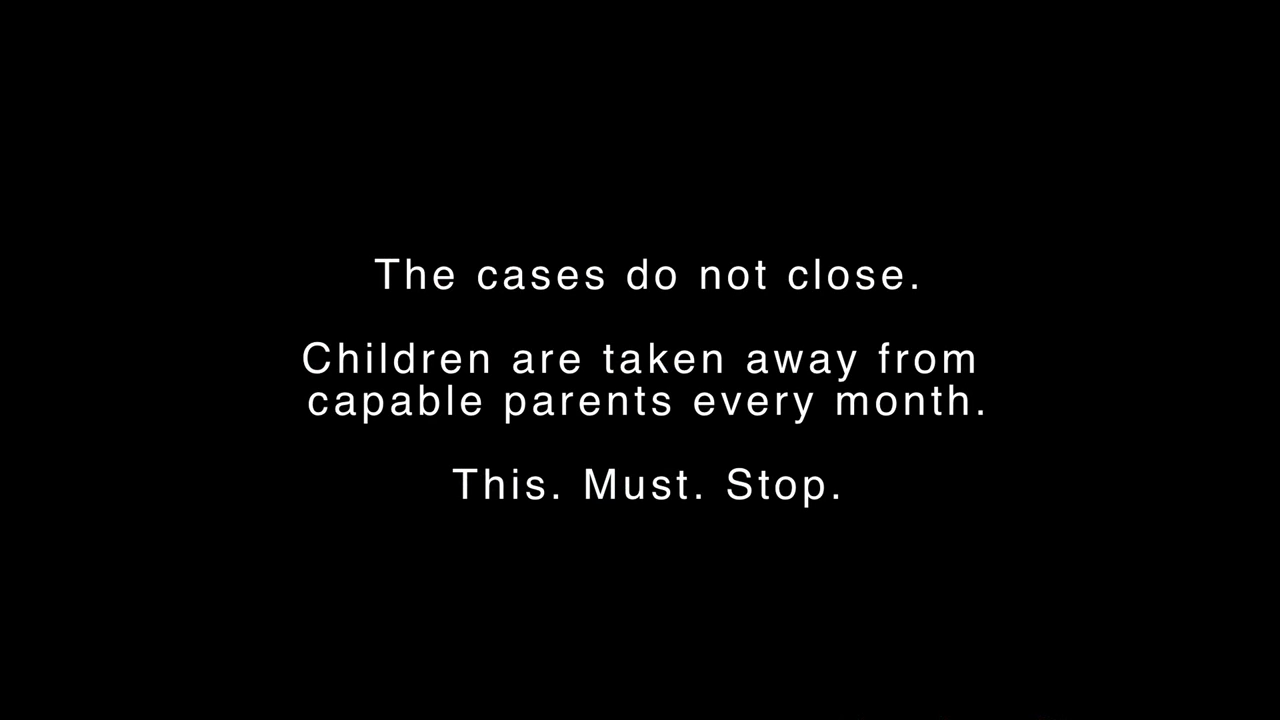 The cases do not close.
Children are taken away from
capable parents every month.
This. Must. Stop.